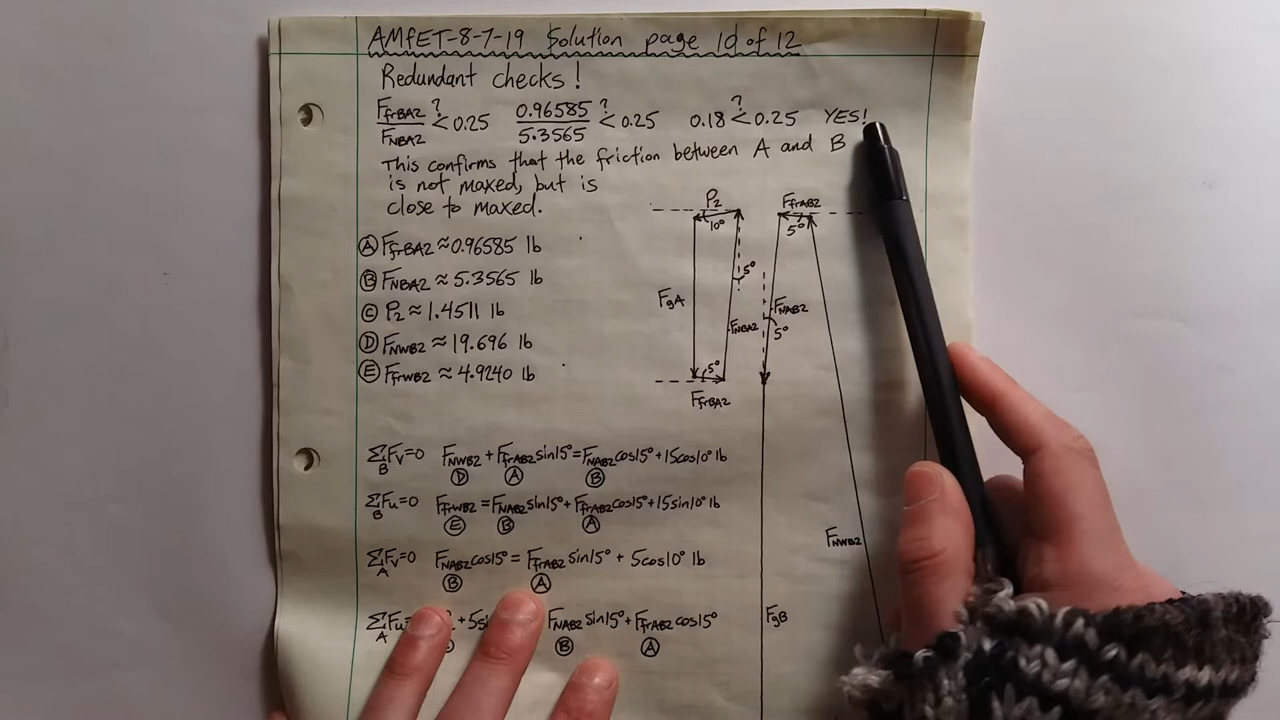 AMfET-8-7-19 Solution page 10 of 12
Redundant checks!
FfrBA2/FNBA2 ?< 0.25 0.96585/5.3565 ?< 0.25 0.18 ?< 0.25 YES!
This confirms that the friction between A and B
is not maxed, but is
close to maxed.
Ⓐ FfrBA2 ≈ 0.96585 lb
Ⓑ FNBA2 ≈ 5.3565 lb
Ⓒ P2 ≈ 1.4511 lb
Ⓓ FNWB2 ≈ 19.696 lb
Ⓔ FfrWB2 ≈ 4.9240 lb
P2
10°
5°
FgA
FNBA2
5°
FfrBA2
FfrAB2
5°
FNAB2
5°
FNWB2
FgB
ΣB Fv=0 FNWB2 + FfrAB2 sin15° = FNAB2 cos15° + 15cos10° lb
Ⓓ Ⓐ Ⓑ
ΣB Fu=0 FfrWB2 = FNAB2 sin15° + FfrAB2 cos15° + 15sin10° lb
Ⓔ Ⓑ Ⓐ
ΣA Fv=0 FNAB2 cos15° = FfrAB2 sin15° + 5cos10° lb
Ⓑ Ⓐ
ΣA Fu= + 5si FNAB2 sin15° + FfrAB2 cos15°
Ⓑ Ⓐ